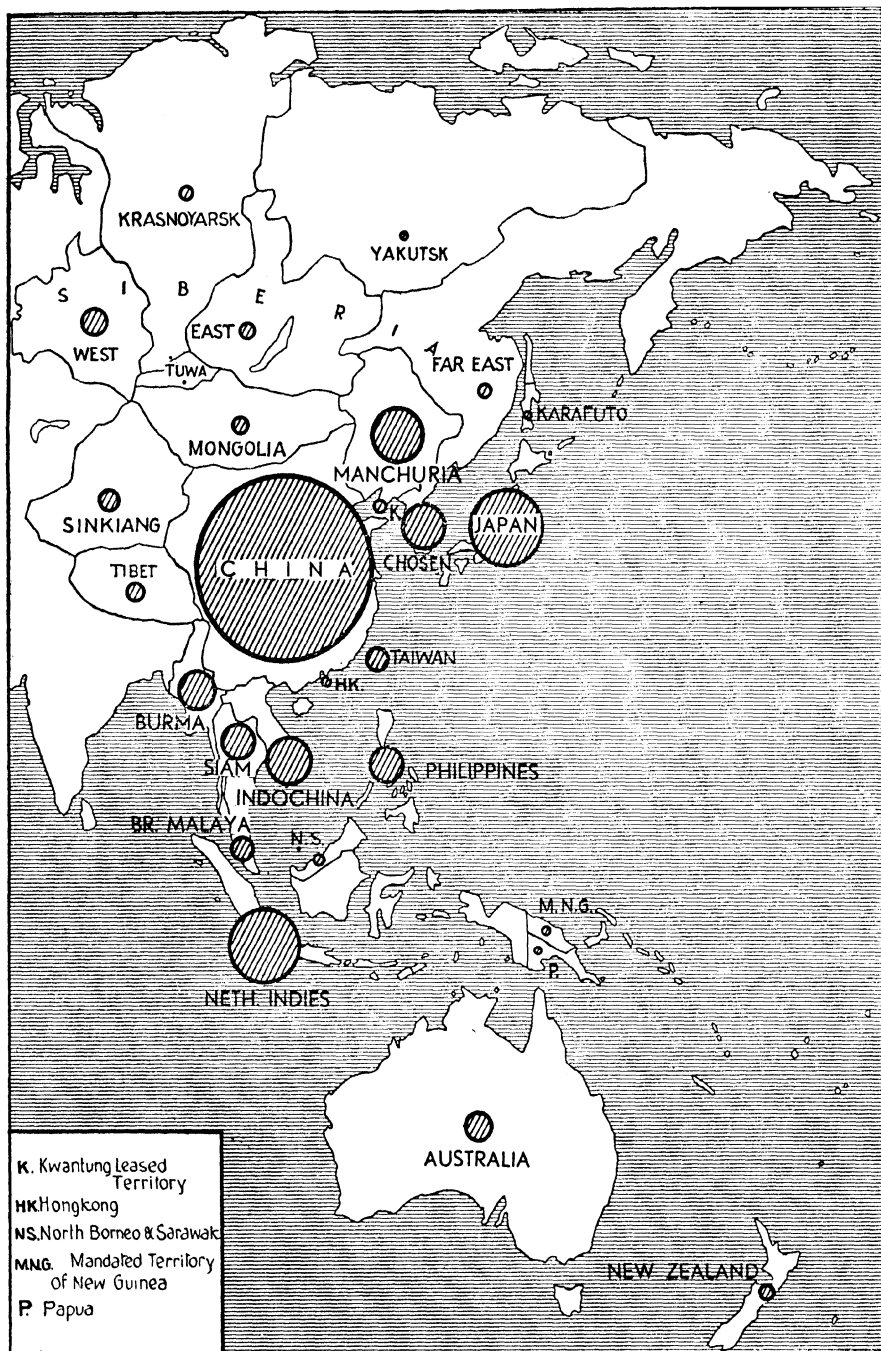 KRASNOYARSK
YAKUTSK
S I B E R I A
WEST
EAST
TUWA
FAR EAST
KARAFUTO
MONGOLIA
MANCHURIA
SINKIANG
K
JAPAN
CHOSEN
TIBET
CHINA
TAIWAN
HK.
BURMA
SIAM
INDOCHINA
PHILIPPINES
BR. MALAYA
N.S.
M.N.G.
P.
NETH. INDIES
AUSTRALIA
NEW ZEALAND
K. Kwantung Leased
Territory
HK.Hongkong
NS.North Borneo & Sarawak
MNG. Mandated Territory
of New Guinea
P. Papua